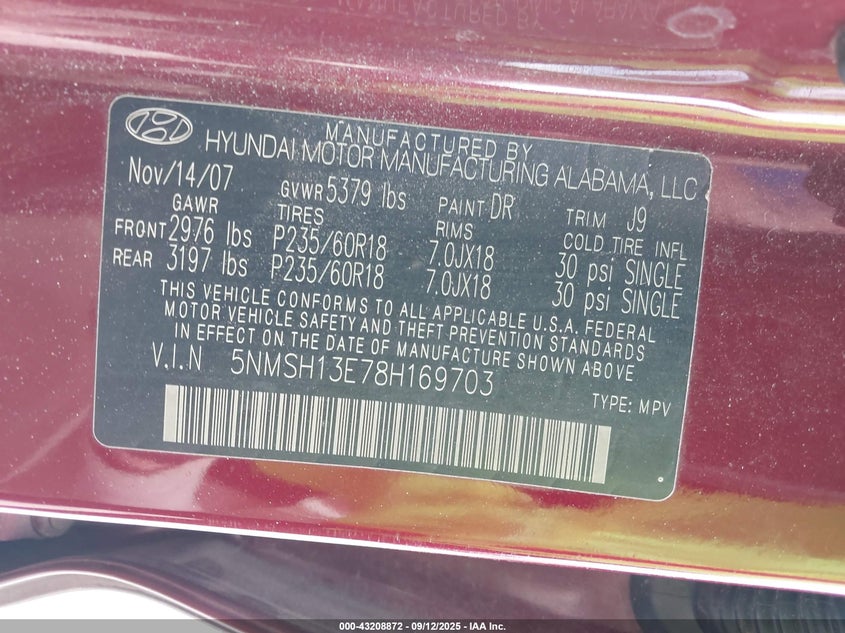 MANUFACTURED BY
HYUNDAI MOTOR MANUFACTURING ALABAMA, LLC
Nov/14/07 GVWR 5379 lbs PAINT DR TRIM J9
GAWR TIRES RIMS COLD TIRE INFL
FRONT 2976 lbs P235/60R18 7.0JX18 30 psi SINGLE
REAR 3197 lbs P235/60R18 7.0JX18 30 psi SINGLE
THIS VEHICLE CONFORMS TO ALL APPLICABLE U.S.A. FEDERAL
MOTOR VEHICLE SAFETY AND THEFT PREVENTION STANDARDS
IN EFFECT ON THE DATE OF MANUFACTURE SHOWN ABOVE
V.I.N 5NMSH13E78H169703
TYPE: MPV
000-43208872 - 09/12/2025 - IAA Inc.